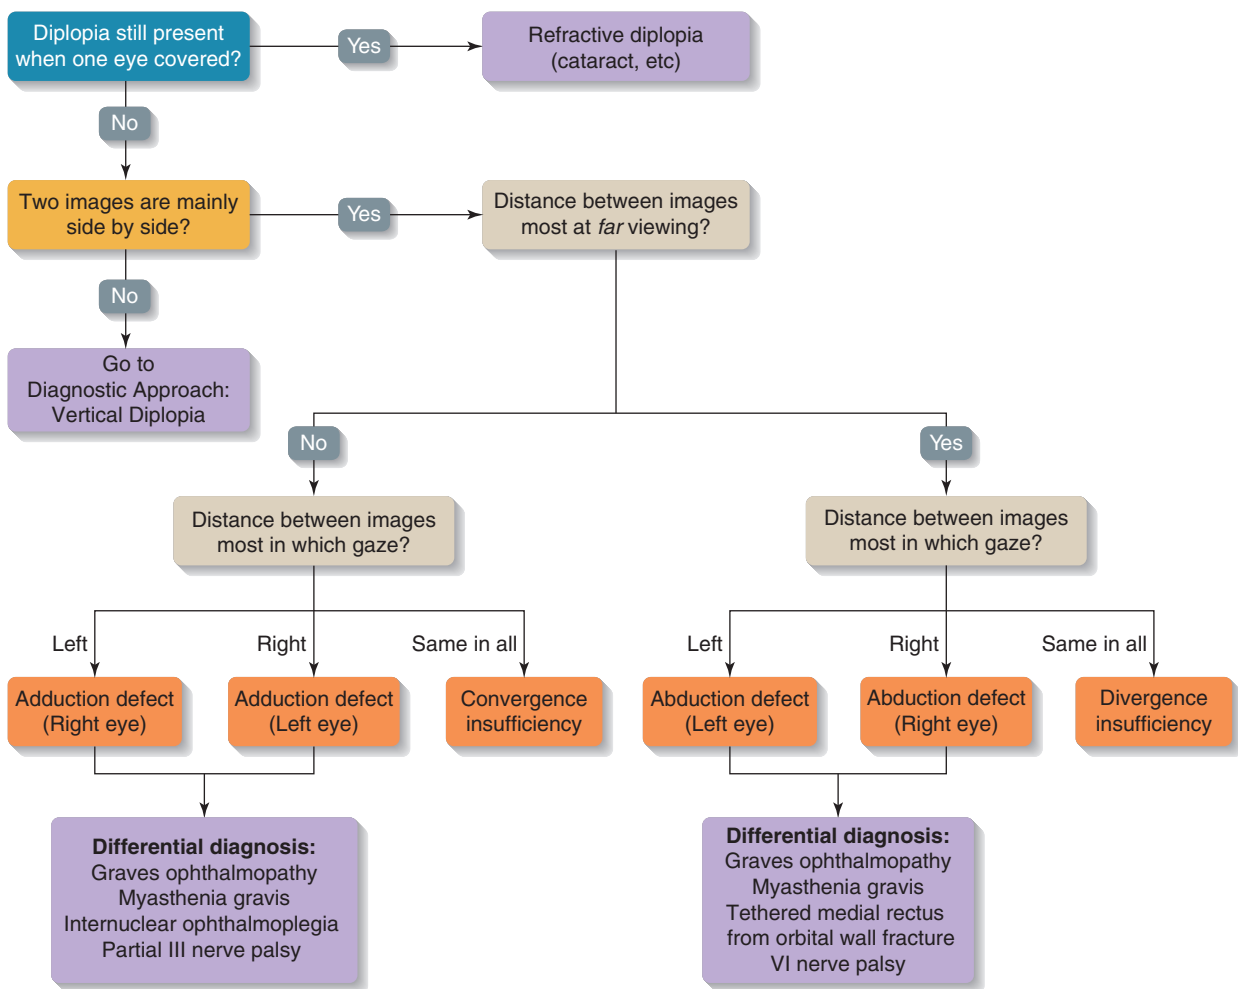 Diplopia still present
when one eye covered?
Yes
Refractive diplopia
(cataract, etc)
No
Two images are mainly
side by side?
Yes
Distance between images
most at far viewing?
No
Go to
Diagnostic Approach:
Vertical Diplopia
No
Yes
Distance between images
most in which gaze?
Distance between images
most in which gaze?
Left
Right
Same in all
Left
Right
Same in all
Adduction defect
(Right eye)
Adduction defect
(Left eye)
Convergence
insufficiency
Abduction defect
(Left eye)
Abduction defect
(Right eye)
Divergence
insufficiency
Differential diagnosis:
Graves ophthalmopathy
Myasthenia gravis
Internuclear ophthalmoplegia
Partial III nerve palsy
Differential diagnosis:
Graves ophthalmopathy
Myasthenia gravis
Tethered medial rectus
from orbital wall fracture
VI nerve palsy